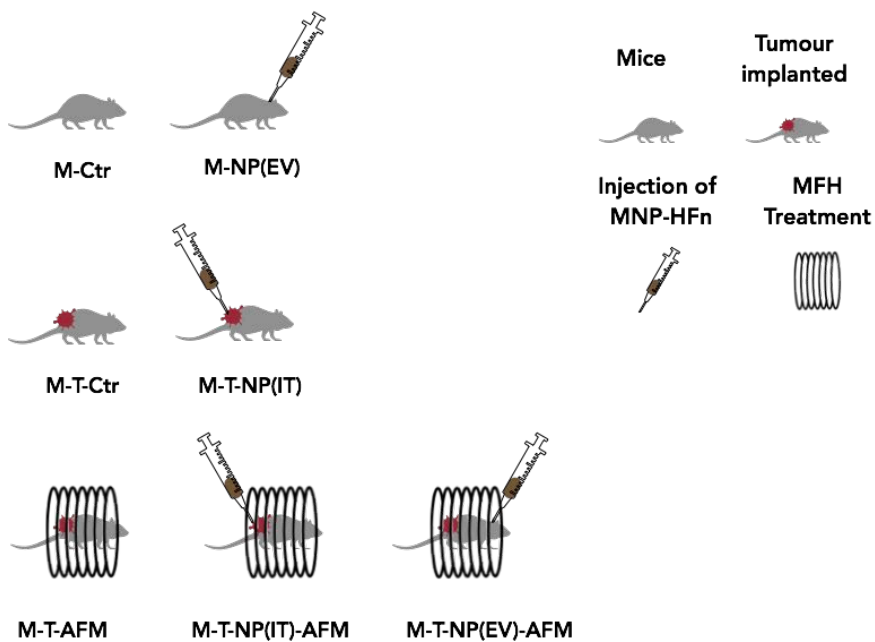 Mice
Tumour
implanted
M-Ctr
M-NP(EV)
Injection of
MNP-HFn
MFH
Treatment
M-T-Ctr
M-T-NP(IT)
M-T-AFM
M-T-NP(IT)-AFM
M-T-NP(EV)-AFM